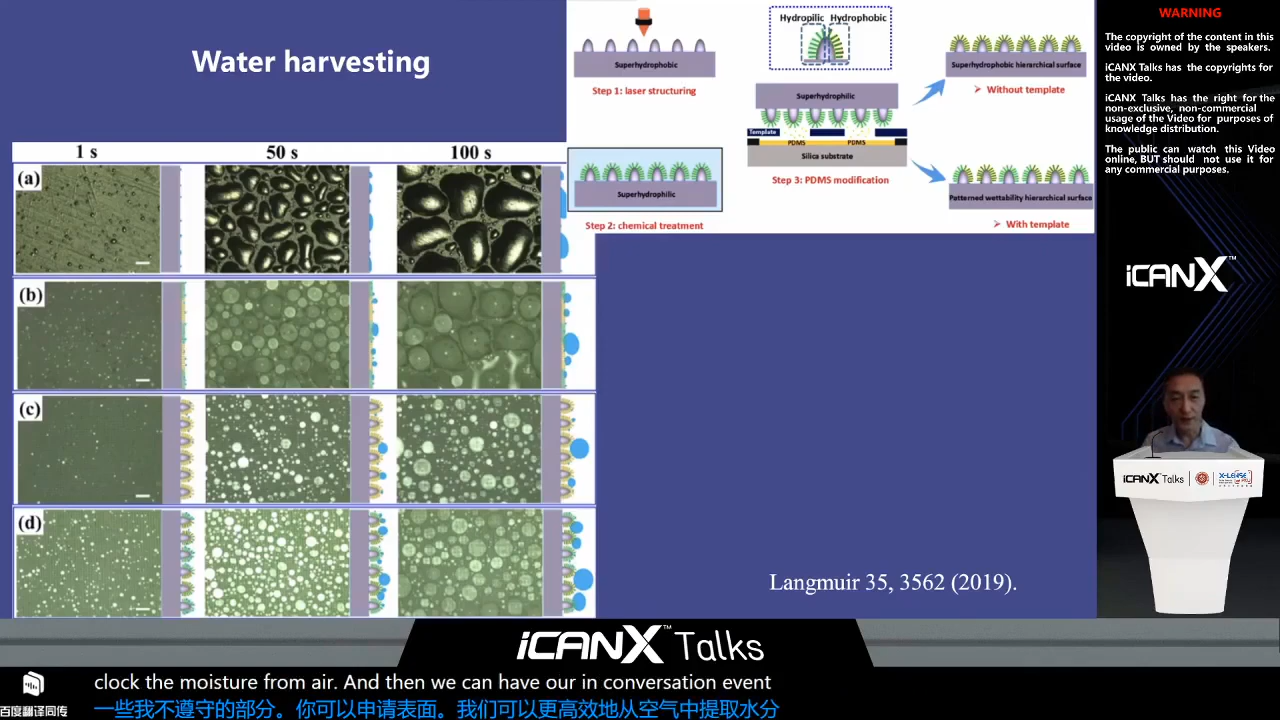 Water harvesting
1 s
50 s
100 s
(a)
(b)
(c)
(d)
Superhydrophobic
Step 1: laser structuring
Superhydrophilic
Step 2: chemical treatment
Hydropilic Hydrophobic
Superhydrophilic
Template
PDMS
PDMS
Silica substrate
Step 3: PDMS modification
Superhydrophobic hierarchical surface
➢ Without template
Patterned wettability hierarchical surface
➢ With template
Langmuir 35, 3562 (2019).
WARNING
The copyright of the content in this
video is owned by the speakers.
iCANX Talks has the copyrights for
the video.
iCANX Talks has the right for the
non-exclusive, non-commercial
usage of the Video for purposes of
knowledge distribution.
The public can watch this Video
online, BUT should not use it for
any commercial purposes.
iCANX™
iCANX Talks
iCANX™ Talks
clock the moisture from air. And then we can have our in conversation event
一些我不遵守的部分。你可以申请表面。我们可以更高效地从空气中提取水分
百度翻译同传